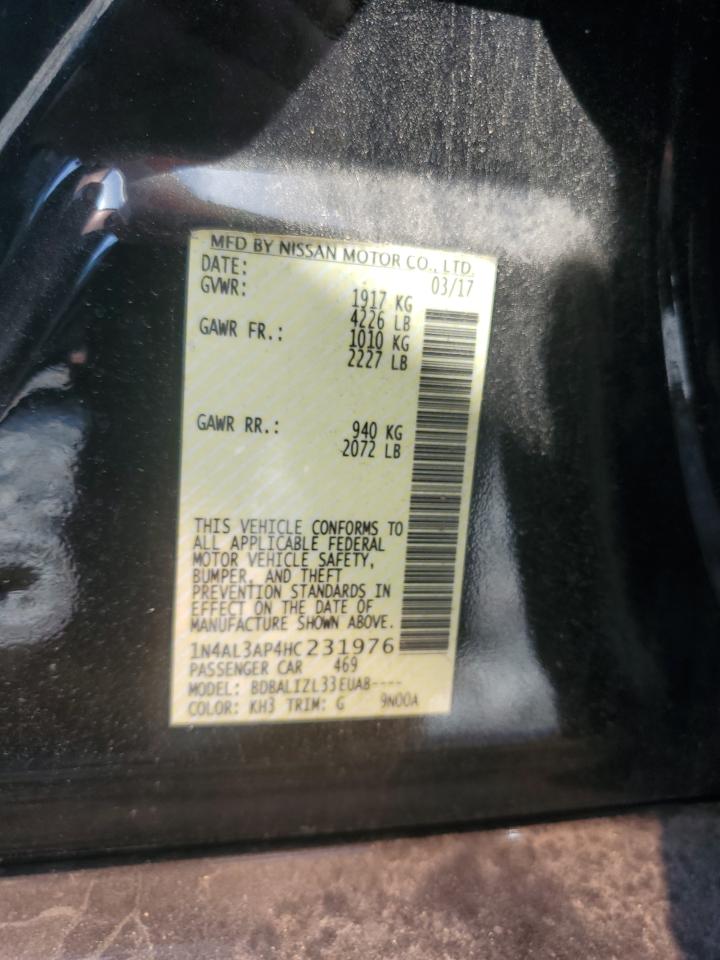 MFD BY NISSAN MOTOR CO., LTD.
DATE: 03/17
GVWR: 1917 KG
4226 LB
GAWR FR.: 1010 KG
2227 LB
GAWR RR.: 940 KG
2072 LB
THIS VEHICLE CONFORMS TO
ALL APPLICABLE FEDERAL
MOTOR VEHICLE SAFETY,
BUMPER, AND THEFT
PREVENTION STANDARDS IN
EFFECT ON THE DATE OF
MANUFACTURE SHOWN ABOVE.
1N4AL3AP4HC231976
PASSENGER CAR 469
MODEL: BDBALIZL33EUA8----
COLOR: KH3 TRIM: G 9N00A